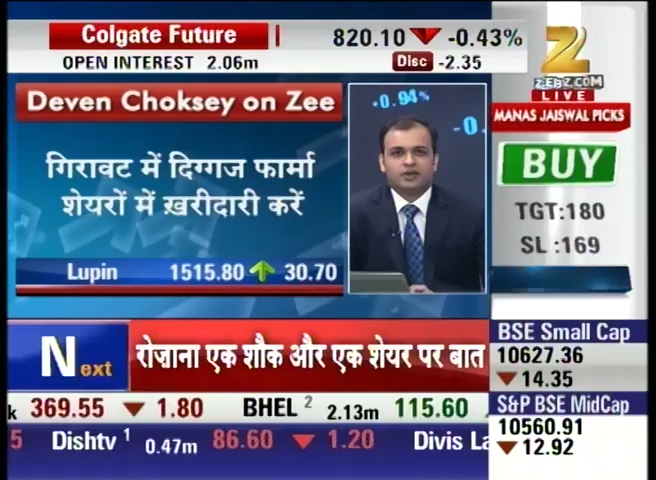 Colgate Future
820.10 -0.43%
OPEN INTEREST 2.06m
Disc -2.35
ZEEBIZ.COM
LIVE
Deven Choksey on Zee
+0.94%
-0.
MANAS JAISWAL PICKS
BUY
TGT:180
SL :169
गिरावट में दिग्गज फार्मा
शेयरों में ख़रीदारी करें
Lupin 1515.80 30.70
Next
रोज़ाना एक शौक और एक शेयर पर बात
BSE Small Cap
10627.36
14.35
S&P BSE MidCap
10560.91
12.92
k 369.55 1.80 BHEL 2 2.13m 115.60
5 Dishtv 1 0.47m 86.60 1.20 Divis La